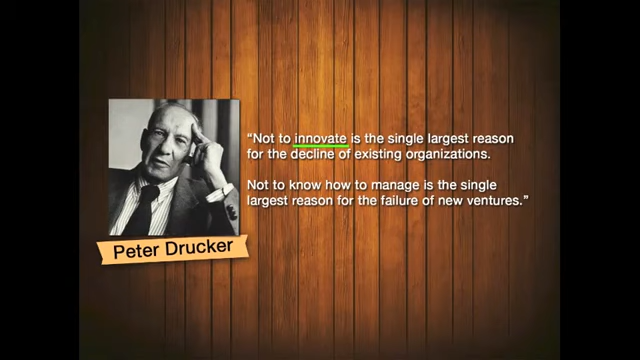 “Not to innovate is the single largest reason
for the decline of existing organizations.
Not to know how to manage is the single
largest reason for the failure of new ventures.”
Peter Drucker